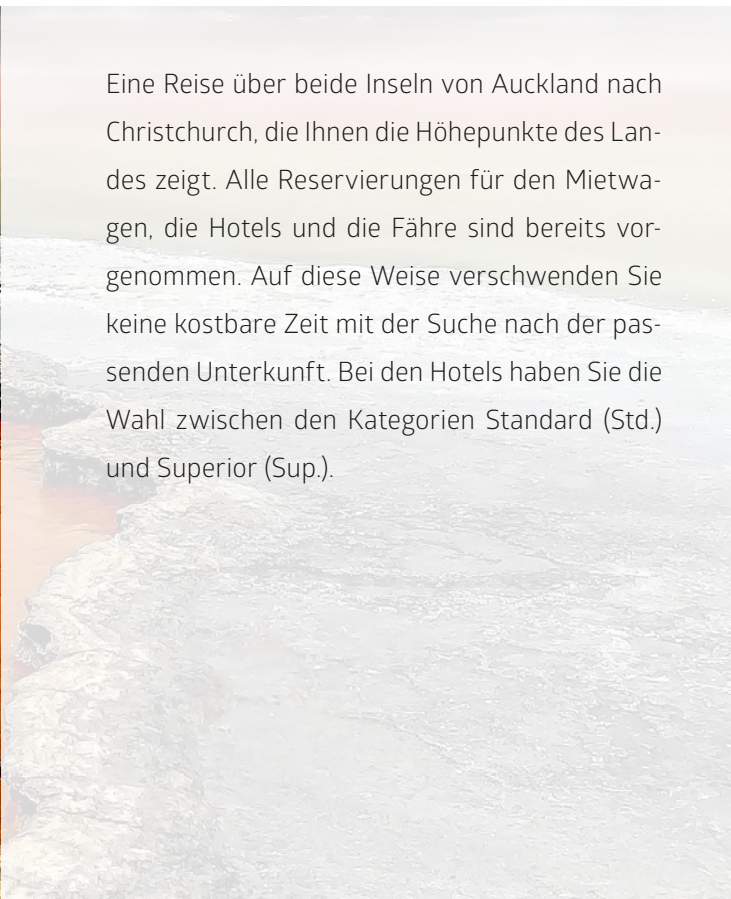 Eine Reise über beide Inseln von Auckland nach
Christchurch, die Ihnen die Höhepunkte des Lan-
des zeigt. Alle Reservierungen für den Mietwa-
gen, die Hotels und die Fähre sind bereits vor-
genommen. Auf diese Weise verschwenden Sie
keine kostbare Zeit mit der Suche nach der pas-
senden Unterkunft. Bei den Hotels haben Sie die
Wahl zwischen den Kategorien Standard (Std.)
und Superior (Sup.).